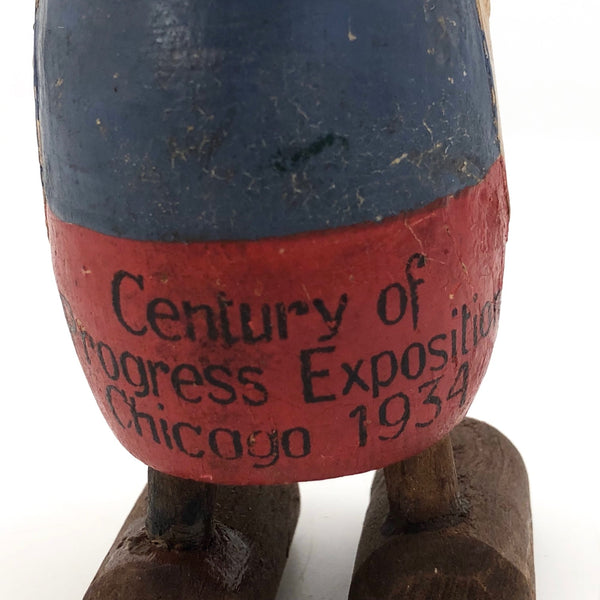 Century of
Progress Exposition
Chicago 1934